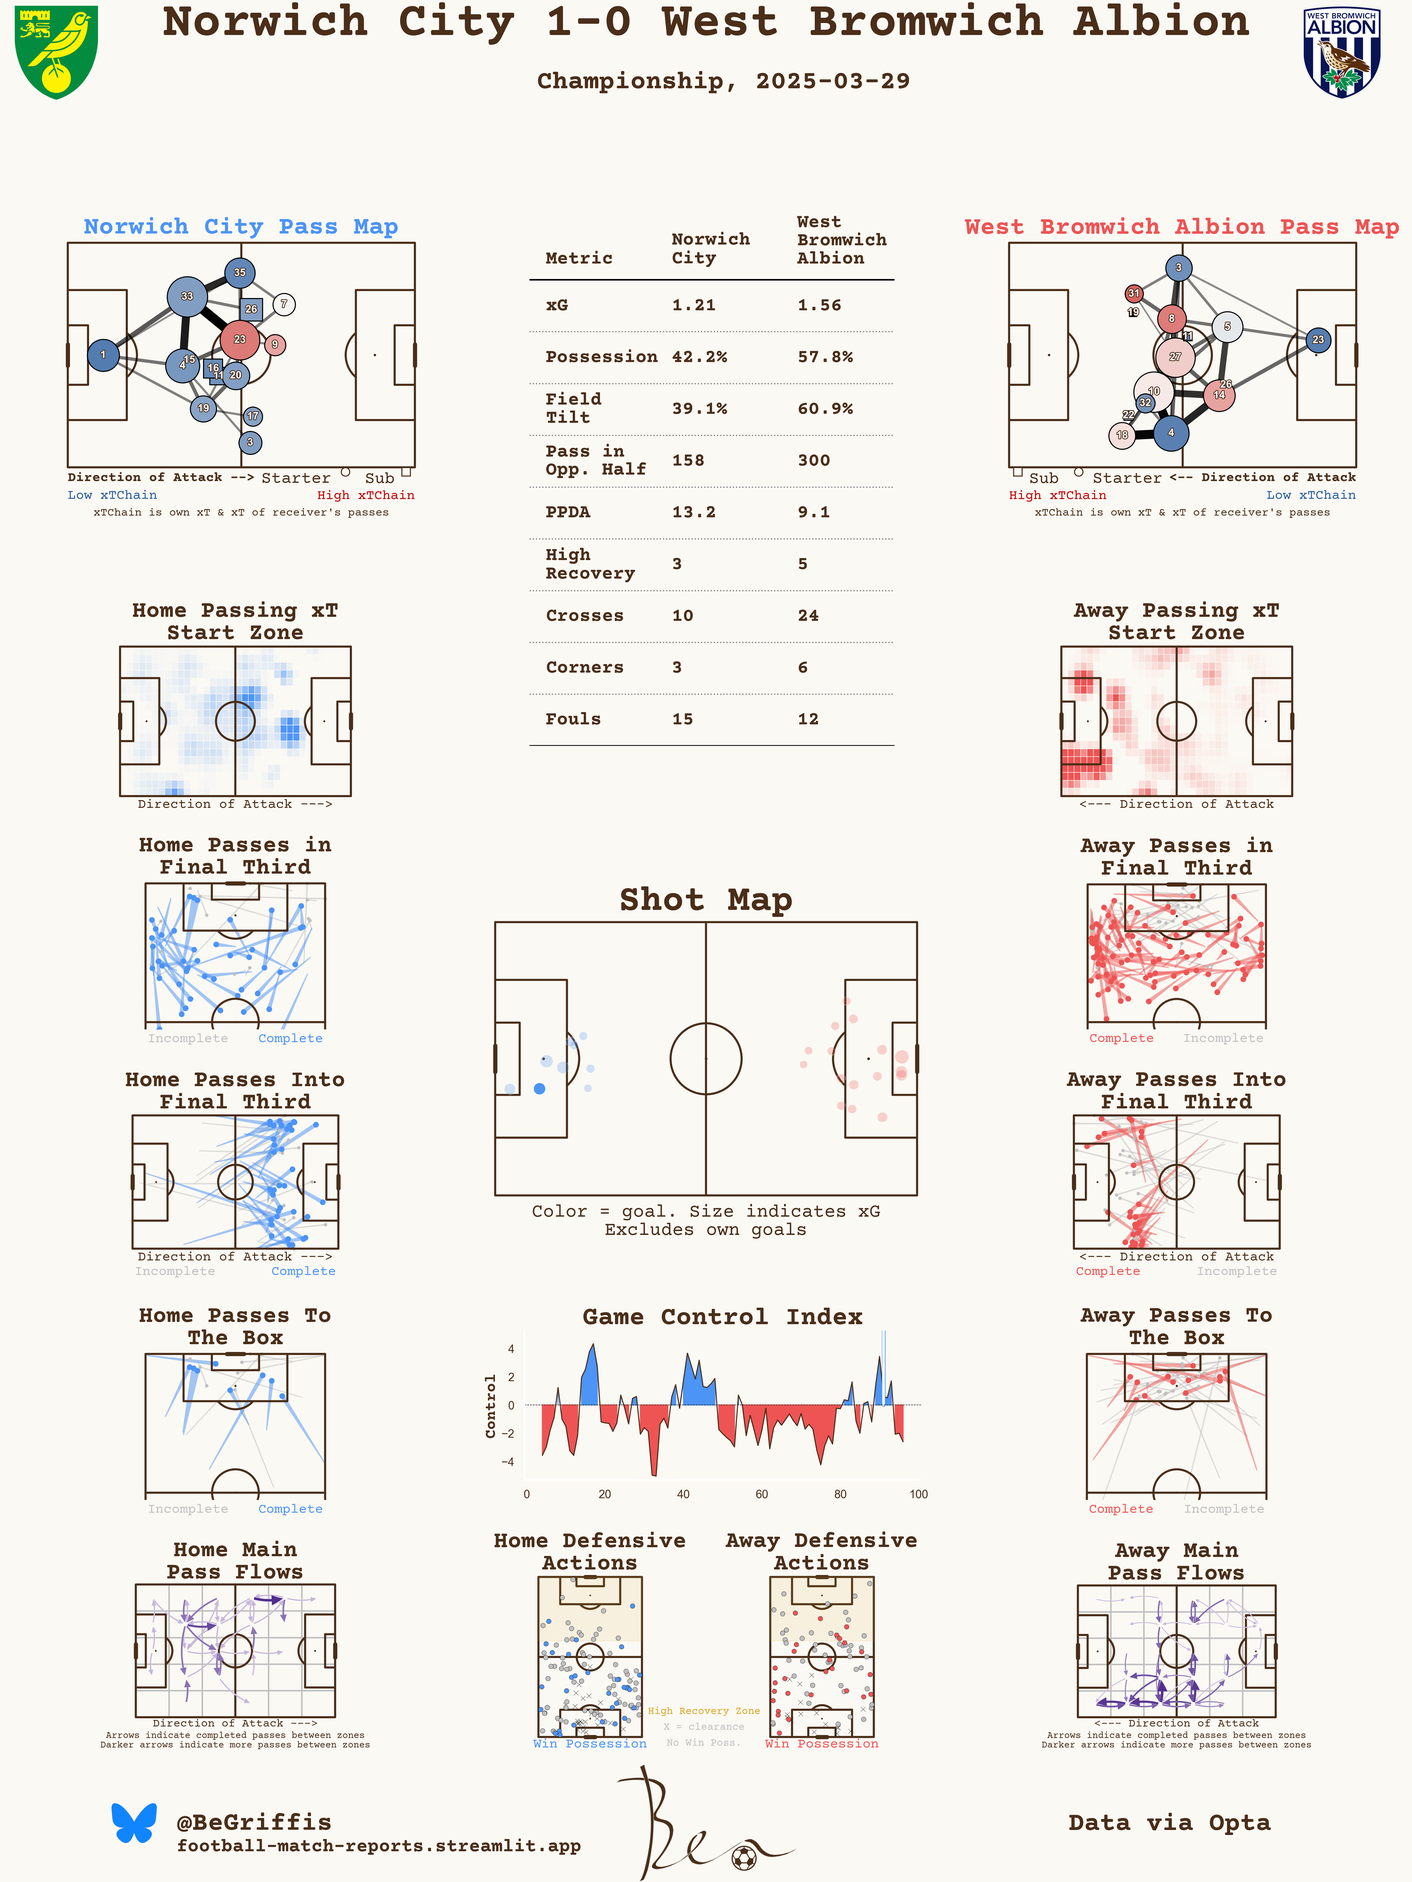 Norwich City 1-0 West Bromwich Albion
WEST BROMWICH
ALBION
Championship, 2025-03-29
Norwich City Pass Map
35
33
26
7
23
9
1
15
4
16
11
20
19
17
3
Direction of Attack --> Starter Sub
Low xTChain High xTChain
xTChain is own xT & xT of receiver's passes
Metric Norwich City West Bromwich Albion
xG 1.21 1.56
Possession 42.2% 57.8%
Field Tilt 39.1% 60.9%
Pass in Opp. Half 158 300
PPDA 13.2 9.1
High Recovery 3 5
Crosses 10 24
Corners 3 6
Fouls 15 12
West Bromwich Albion Pass Map
3
31
19
8
5
11
23
27
10
26
14
32
22
18
4
Sub Starter <-- Direction of Attack
High xTChain Low xTChain
xTChain is own xT & xT of receiver's passes
Home Passing xT
Start Zone
Direction of Attack --->
Away Passing xT
Start Zone
<--- Direction of Attack
Home Passes in
Final Third
Incomplete Complete
Away Passes in
Final Third
Complete Incomplete
Shot Map
Color = goal. Size indicates xG
Excludes own goals
Home Passes Into
Final Third
Direction of Attack --->
Incomplete Complete
Away Passes Into
Final Third
<--- Direction of Attack
Complete Incomplete
Home Passes To
The Box
Incomplete Complete
Game Control Index
Control
4
2
0
−2
−4
0 20 40 60 80 100
Away Passes To
The Box
Complete Incomplete
Home Main
Pass Flows
Direction of Attack --->
Arrows indicate completed passes between zones
Darker arrows indicate more passes between zones
Home Defensive
Actions
Win Possession
Away Defensive
Actions
Win Possession
High Recovery Zone
X = clearance
No Win Poss.
Away Main
Pass Flows
<--- Direction of Attack
Arrows indicate completed passes between zones
Darker arrows indicate more passes between zones
@BeGriffis
football-match-reports.streamlit.app
Ben
Data via Opta